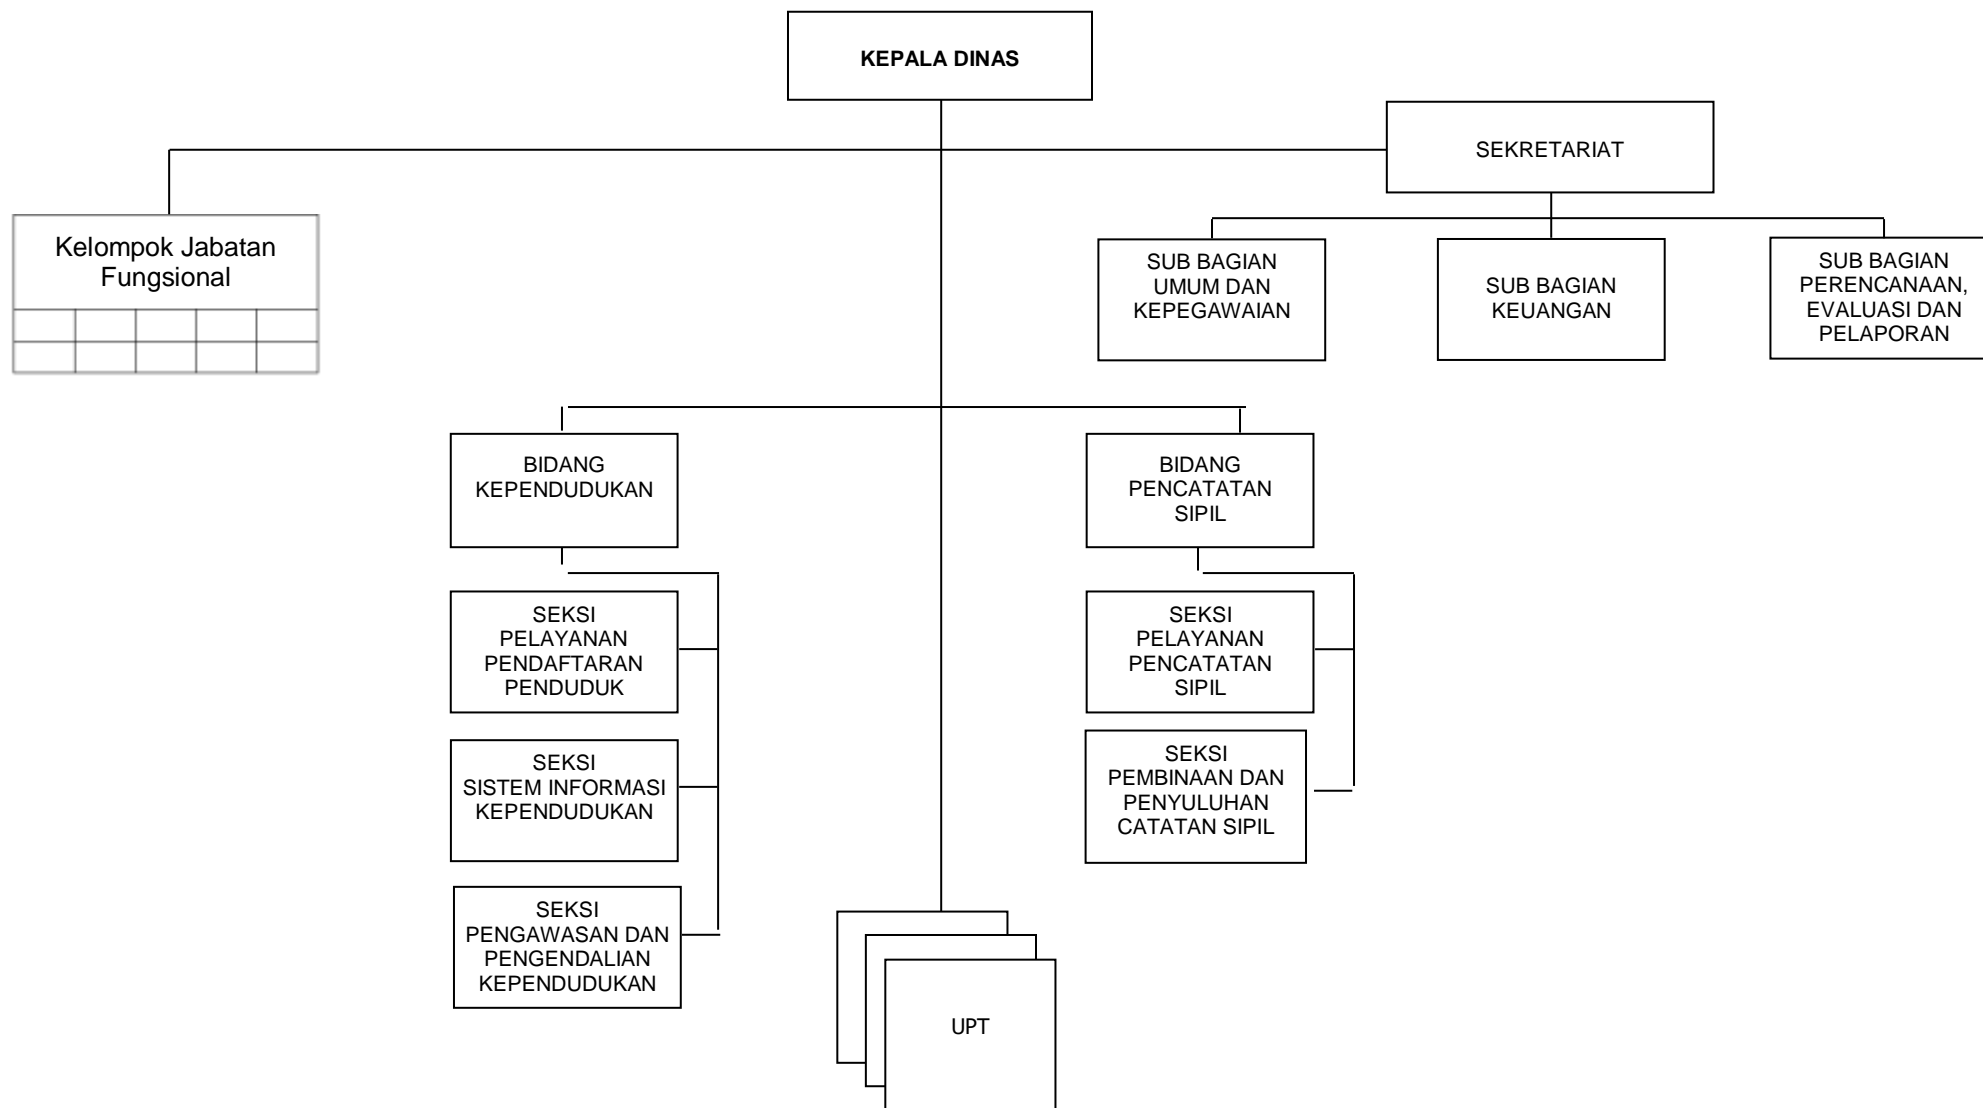 KEPALA DINAS
SEKRETARIAT
Kelompok Jabatan
Fungsional
SUB BAGIAN
UMUM DAN
KEPEGAWAIAN
SUB BAGIAN
KEUANGAN
SUB BAGIAN
PERENCANAAN,
EVALUASI DAN
PELAPORAN
BIDANG
KEPENDUDUKAN
BIDANG
PENCATATAN
SIPIL
SEKSI
PELAYANAN
PENDAFTARAN
PENDUDUK
SEKSI
PELAYANAN
PENCATATAN
SIPIL
SEKSI
SISTEM INFORMASI
KEPENDUDUKAN
SEKSI
PEMBINAAN DAN
PENYULUHAN
CATATAN SIPIL
SEKSI
PENGAWASAN DAN
PENGENDALIAN
KEPENDUDUKAN
UPT